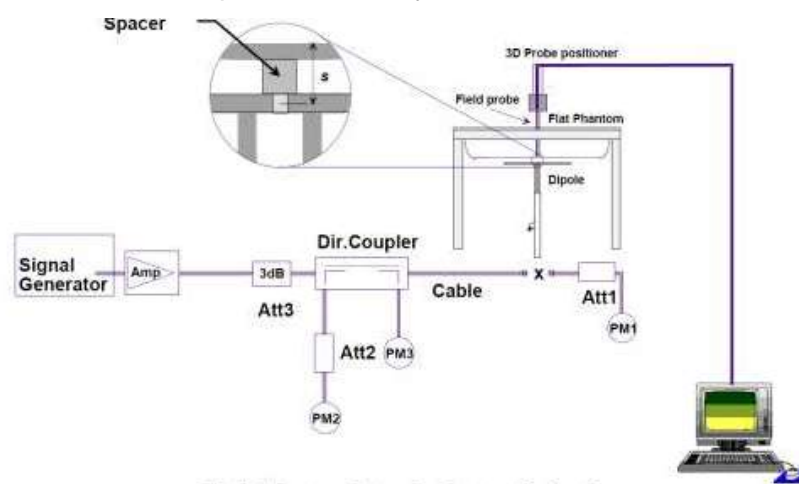 Spacer
s
3D Probe positioner
Field probe
Flat Phantom
Dipole
Signal
Generator
Amp
3dB
Att3
Dir.Coupler
Cable
x
Att1
PM1
Att2
PM3
PM2